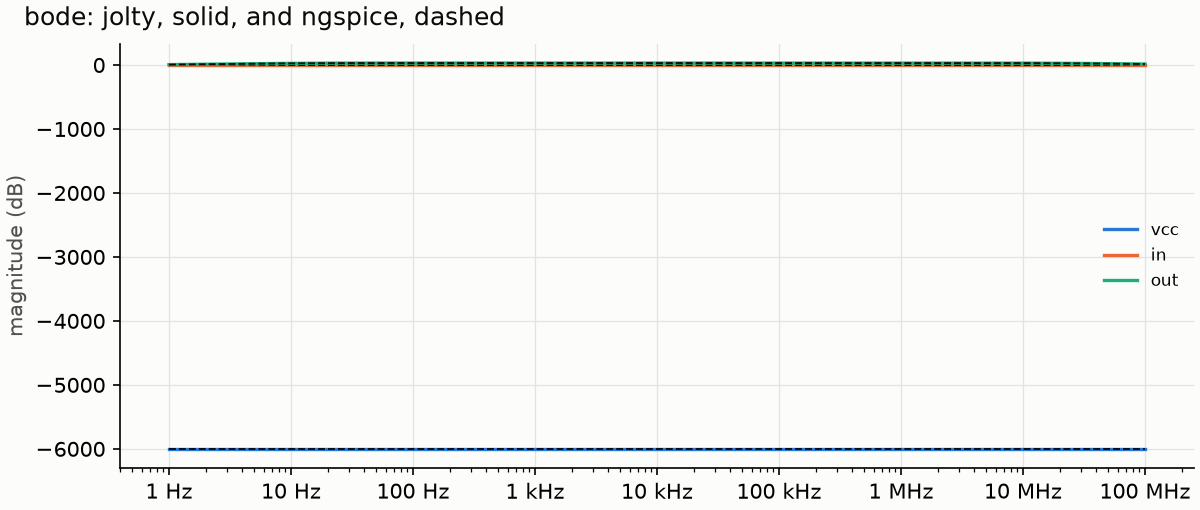 bode: jolty, solid, and ngspice, dashed
magnitude (dB)
0
−1000
−2000
−3000
−4000
−5000
−6000
vcc
in
out
1 Hz
10 Hz
100 Hz
1 kHz
10 kHz
100 kHz
1 MHz
10 MHz
100 MHz